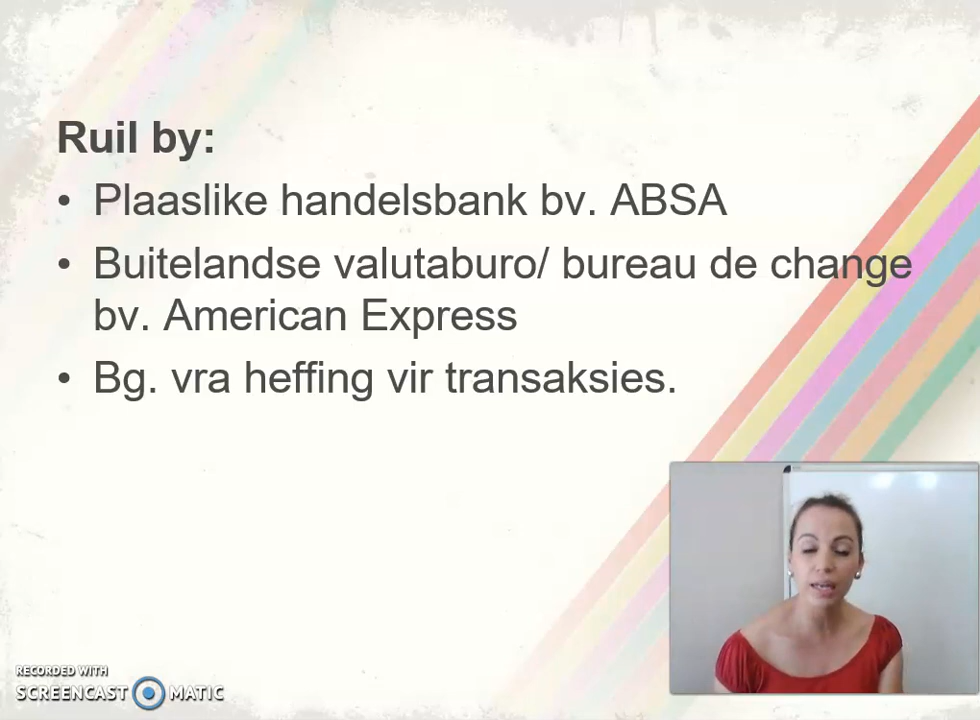 Ruil by:
• Plaaslike handelsbank bv. ABSA
• Buitelandse valutaburo/ bureau de change
bv. American Express
• Bg. vra heffing vir transaksies.
RECORDED WITH
SCREENCAST MATIC